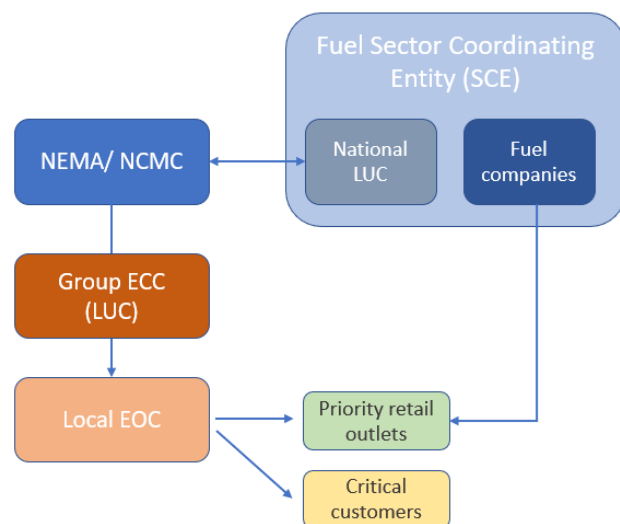 Fuel Sector Coordinating
Entity (SCE)
NEMA/ NCMC
National
LUC
Fuel
companies
Group ECC
(LUC)
Local EOC
Priority retail
outlets
Critical
customers